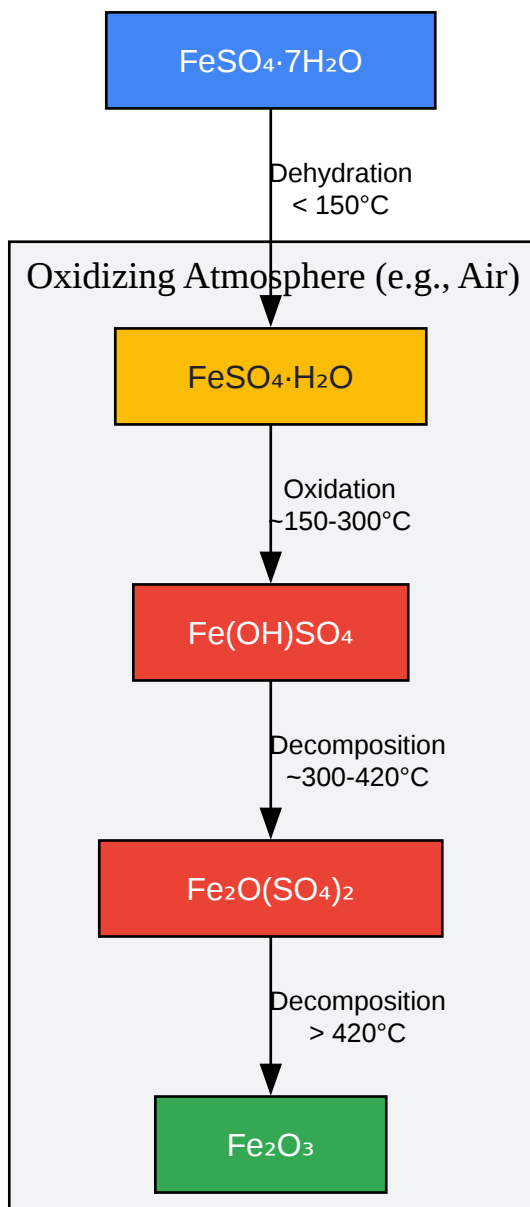 FeSO₄·7H₂O
Dehydration
< 150°C
Oxidizing Atmosphere (e.g., Air)
FeSO₄·H₂O
Oxidation
~150-300°C
Fe(OH)SO₄
Decomposition
~300-420°C
Fe₂O(SO₄)₂
Decomposition
> 420°C
Fe₂O₃